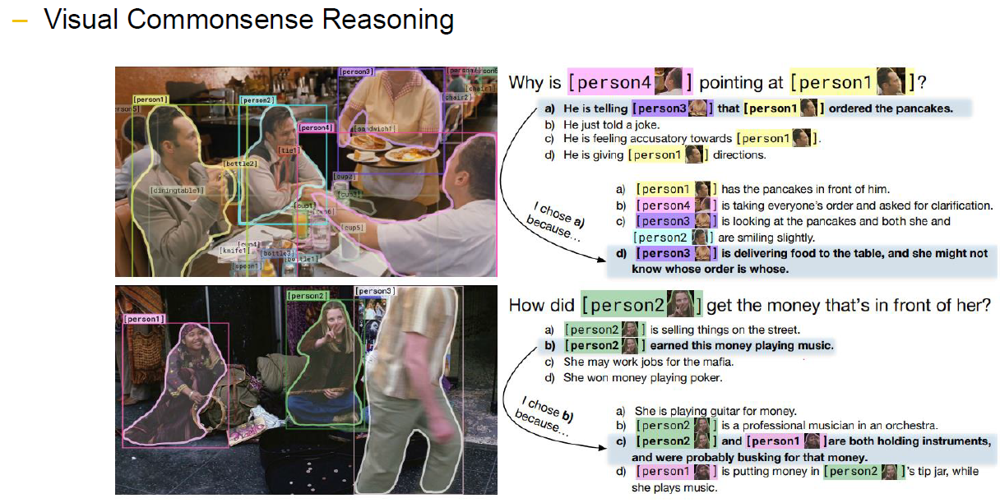 – Visual Commonsense Reasoning
[person1]
[person2]
[person3]
[person4]
[tie1]
[sandwich1]
[chair2]
[bottle2]
[diningtable1]
[cup2]
[cup3]
[cup1]
[cup5]
[cup4]
[knife1]
[bottle3]
[bottle1]
[spoon1]
Why is [person4 ] pointing at [person1 ]?
a) He is telling [person3 ] that [person1 ] ordered the pancakes.
b) He just told a joke.
c) He is feeling accusatory towards [person1 ].
d) He is giving [person1 ] directions.
I chose a)
because...
a) [person1 ] has the pancakes in front of him.
b) [person4 ] is taking everyone's order and asked for clarification.
c) [person3 ] is looking at the pancakes and both she and
[person2 ] are smiling slightly.
d) [person3 ] is delivering food to the table, and she might not
know whose order is whose.
[person1]
[person2]
[person3]
How did [person2 ] get the money that's in front of her?
a) [person2 ] is selling things on the street.
b) [person2 ] earned this money playing music.
c) She may work jobs for the mafia.
d) She won money playing poker.
I chose b)
because...
a) She is playing guitar for money.
b) [person2 ] is a professional musician in an orchestra.
c) [person2 ] and [person1 ]are both holding instruments,
and were probably busking for that money.
d) [person1 ] is putting money in [person2 ]'s tip jar, while
she plays music.